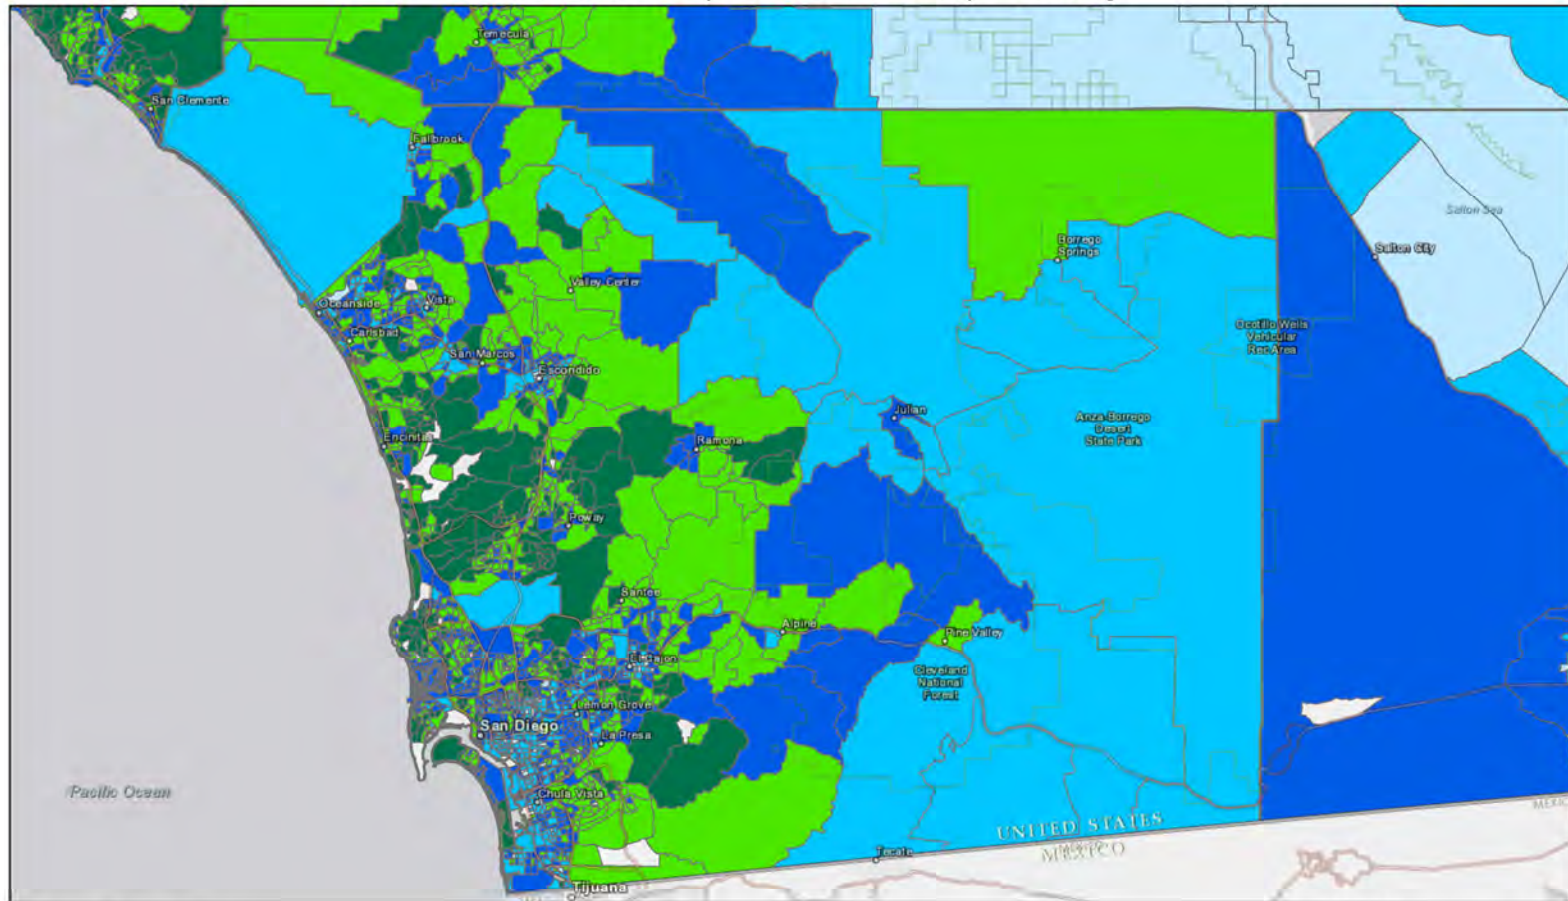 Temecula
San Clemente
Fallbrook
Salton Sea
Borrego
Springs
Salton City
Valley Center
Oceanside
Vista
Carlsbad
Ocotillo Wells
Vehicular
Rec Area
San Marcos
Escondido
Julian
Anza-Borrego
Desert
State Park
Encinitas
Ramona
Poway
Santee
Alpine
Pine Valley
El Cajon
Cleveland
National
Forest
Lemon Grove
San Diego
La Presa
Pacific Ocean
Chula Vista
MEXICO
UNITED STATES
MEXICO
Tecate
Tijuana